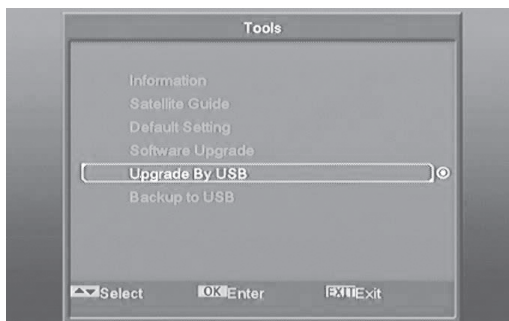 Tools
Information
Satellite Guide
Default Setting
Software Upgrade
Upgrade By USB
Backup to USB
Select OK Enter EXIT Exit